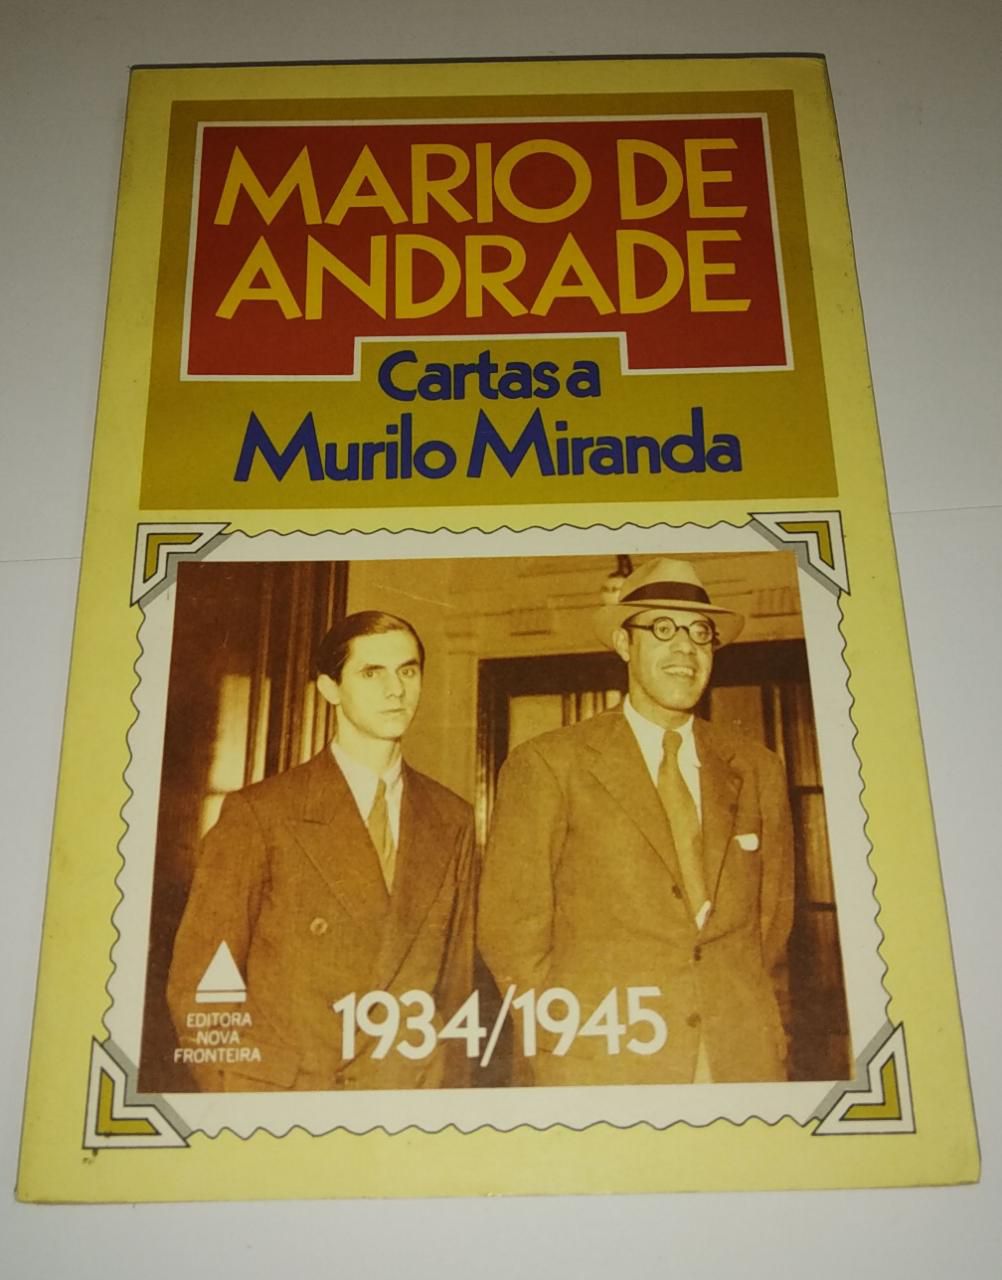 MARIO DE
ANDRADE
Cartas a
Murilo Miranda
EDITORA
NOVA
FRONTEIRA
1934/1945